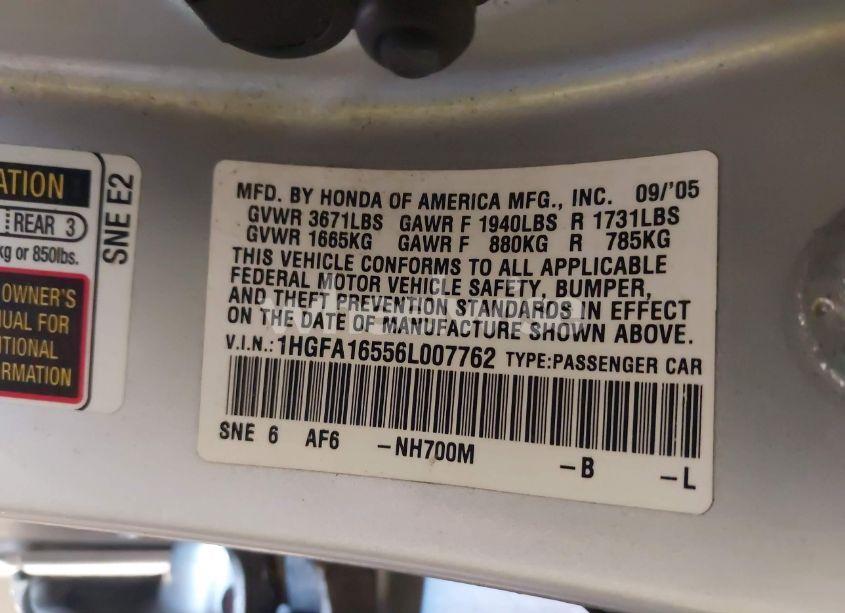 ATION
REAR 3
kg or 850lbs.
OWNER'S
FOR
SNE E2
MFD. BY HONDA OF AMERICA MFG., INC. 09/'05
GVWR 3671LBS GAWR F 1940LBS R 1731LBS
GVWR 1665KG GAWR F 880KG R 785KG
THIS VEHICLE CONFORMS TO ALL APPLICABLE
FEDERAL MOTOR VEHICLE SAFETY, BUMPER,
AND THEFT PREVENTION STANDARDS IN EFFECT
ON THE DATE OF MANUFACTURE SHOWN ABOVE.
V.I.N.: 1HGFA16556L007762 TYPE:PASSENGER CAR
SNE 6 AF6 -NH700M -B -L